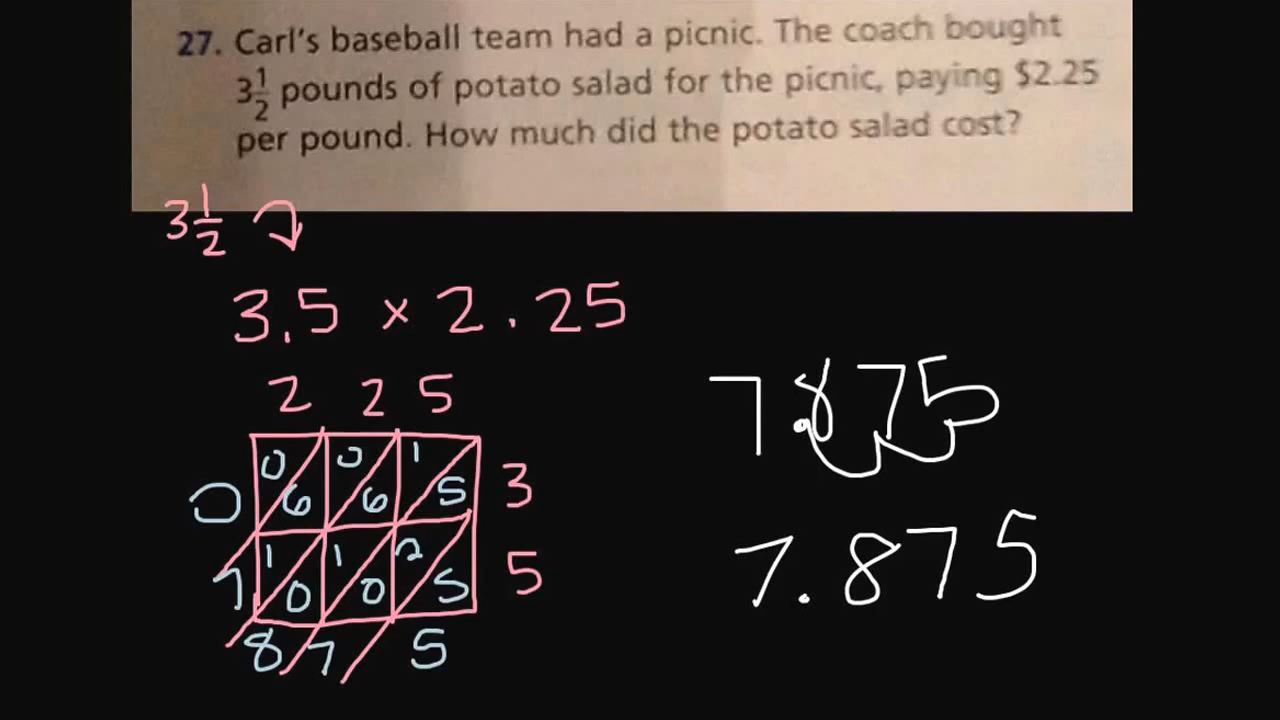 27. Carl's baseball team had a picnic. The coach bought
3½ pounds of potato salad for the picnic, paying $2.25
per pound. How much did the potato salad cost?
3½
3.5 × 2.25
2 2 5
0 0 1
0 6 6 5 3
1 1 2
7 0 0 5 5
8 7 5
7.875
7.875